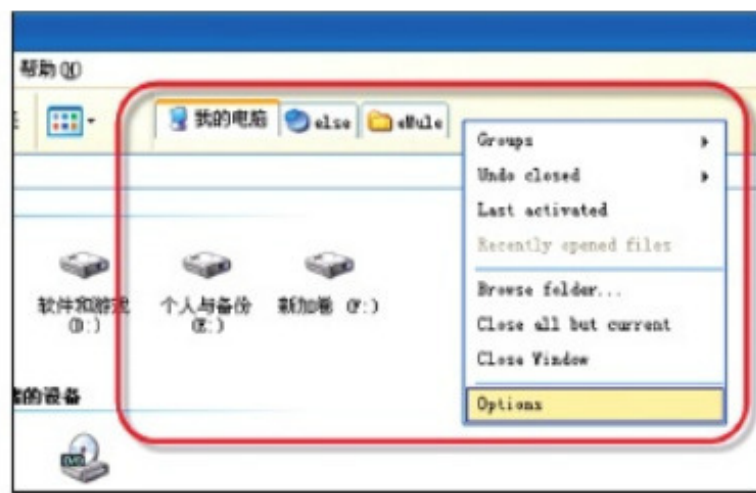 帮助(H)
我的电脑 else eMule
Groups
Undo closed
Last activated
Recently opened files
Browse folder...
Close all but current
Close Window
Options
软件和游戏 (D:)
个人与备份 (E:)
新加卷 (F:)
的设备
DVD